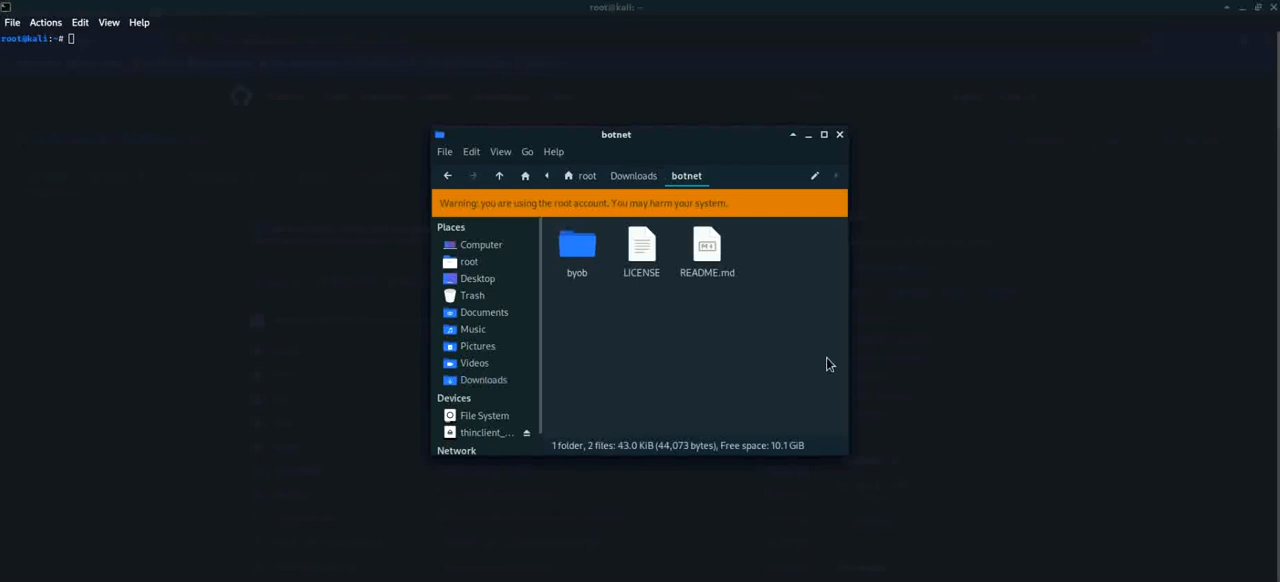 root@kali: ~
File Actions Edit View Help
root@kali:~#
botnet
File Edit View Go Help
root Downloads botnet
Warning: you are using the root account. You may harm your system.
Places
Computer
root
Desktop
Trash
Documents
Music
Pictures
Videos
Downloads
Devices
File System
thinclient_...
Network
byob
LICENSE
README.md
1 folder, 2 files: 43.0 KiB (44,073 bytes), Free space: 10.1 GiB